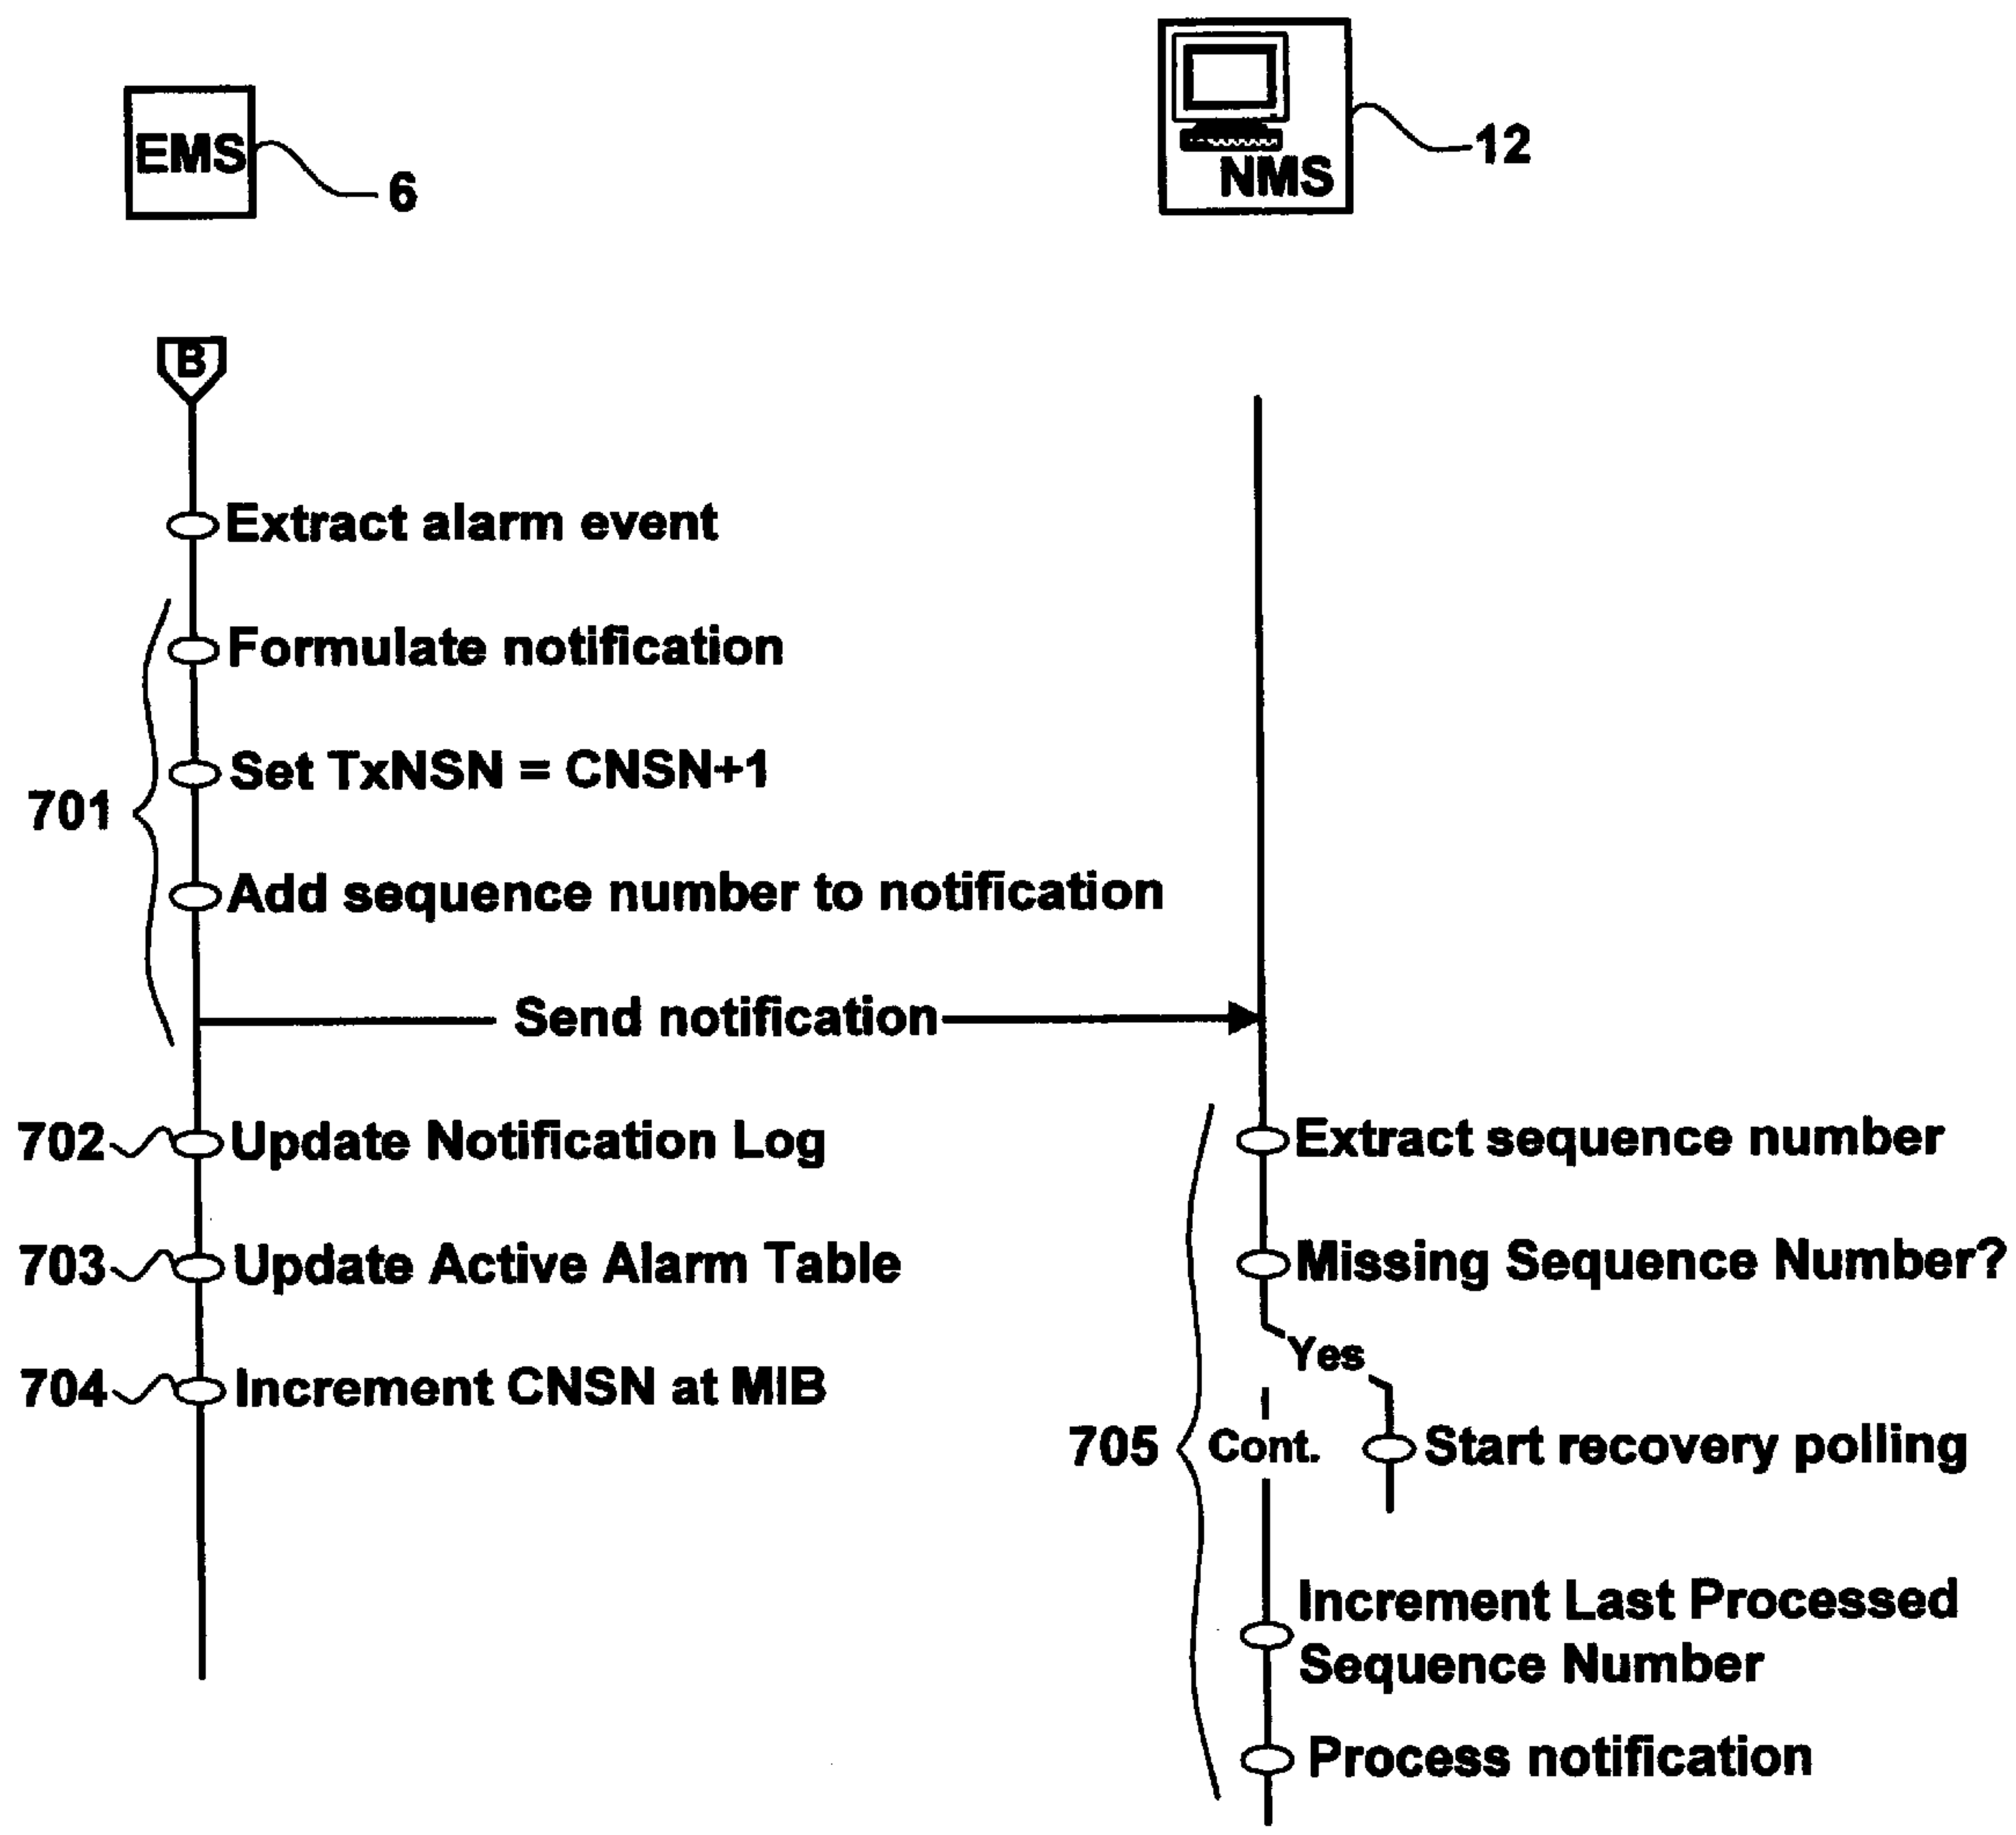 EMS
6
NMS
12
B
Extract alarm event
Formulate notification
Set TxNSN = CNSN+1
701
Add sequence number to notification
Send notification
702
Update Notification Log
703
Update Active Alarm Table
704
Increment CNSN at MIB
Extract sequence number
Missing Sequence Number?
Yes
705
Cont.
Start recovery polling
Increment Last Processed
Sequence Number
Process notification